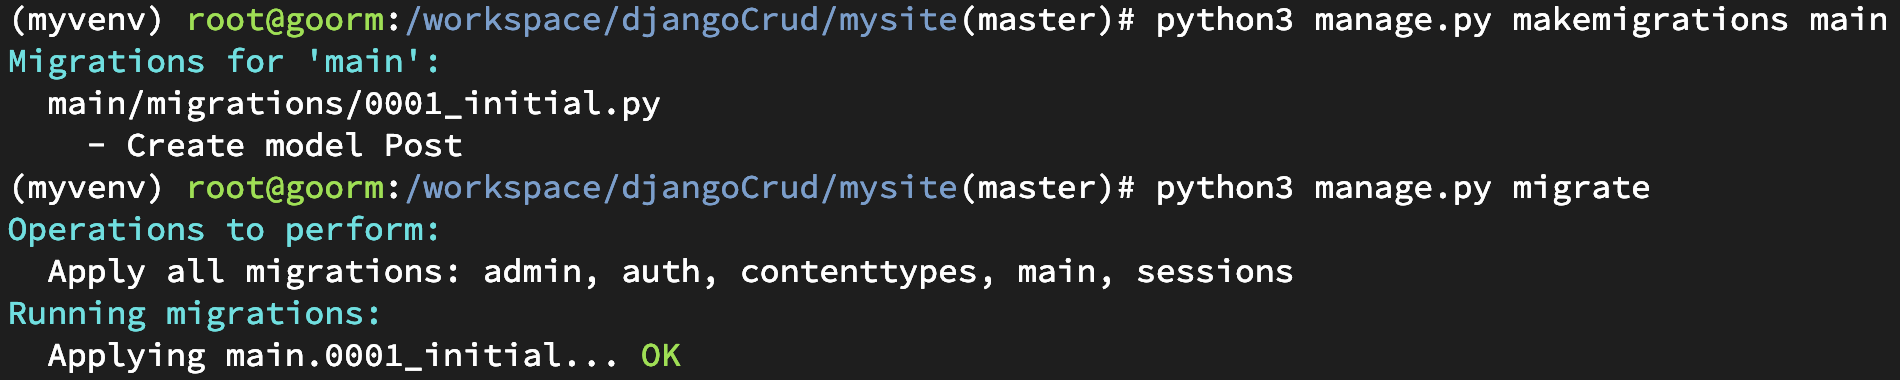 (myvenv) root@goorm:/workspace/djangoCrud/mysite(master)# python3 manage.py makemigrations main
Migrations for 'main':
  main/migrations/0001_initial.py
    - Create model Post
(myvenv) root@goorm:/workspace/djangoCrud/mysite(master)# python3 manage.py migrate
Operations to perform:
  Apply all migrations: admin, auth, contenttypes, main, sessions
Running migrations:
  Applying main.0001_initial... OK